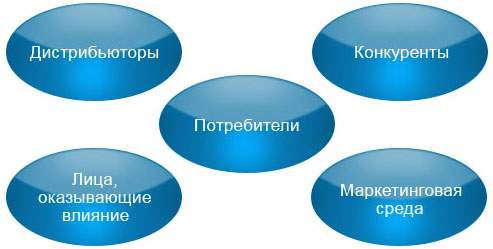 Дистрибьюторы
Конкуренты
Потребители
Лица,
оказывающие
влияние
Маркетинговая
среда